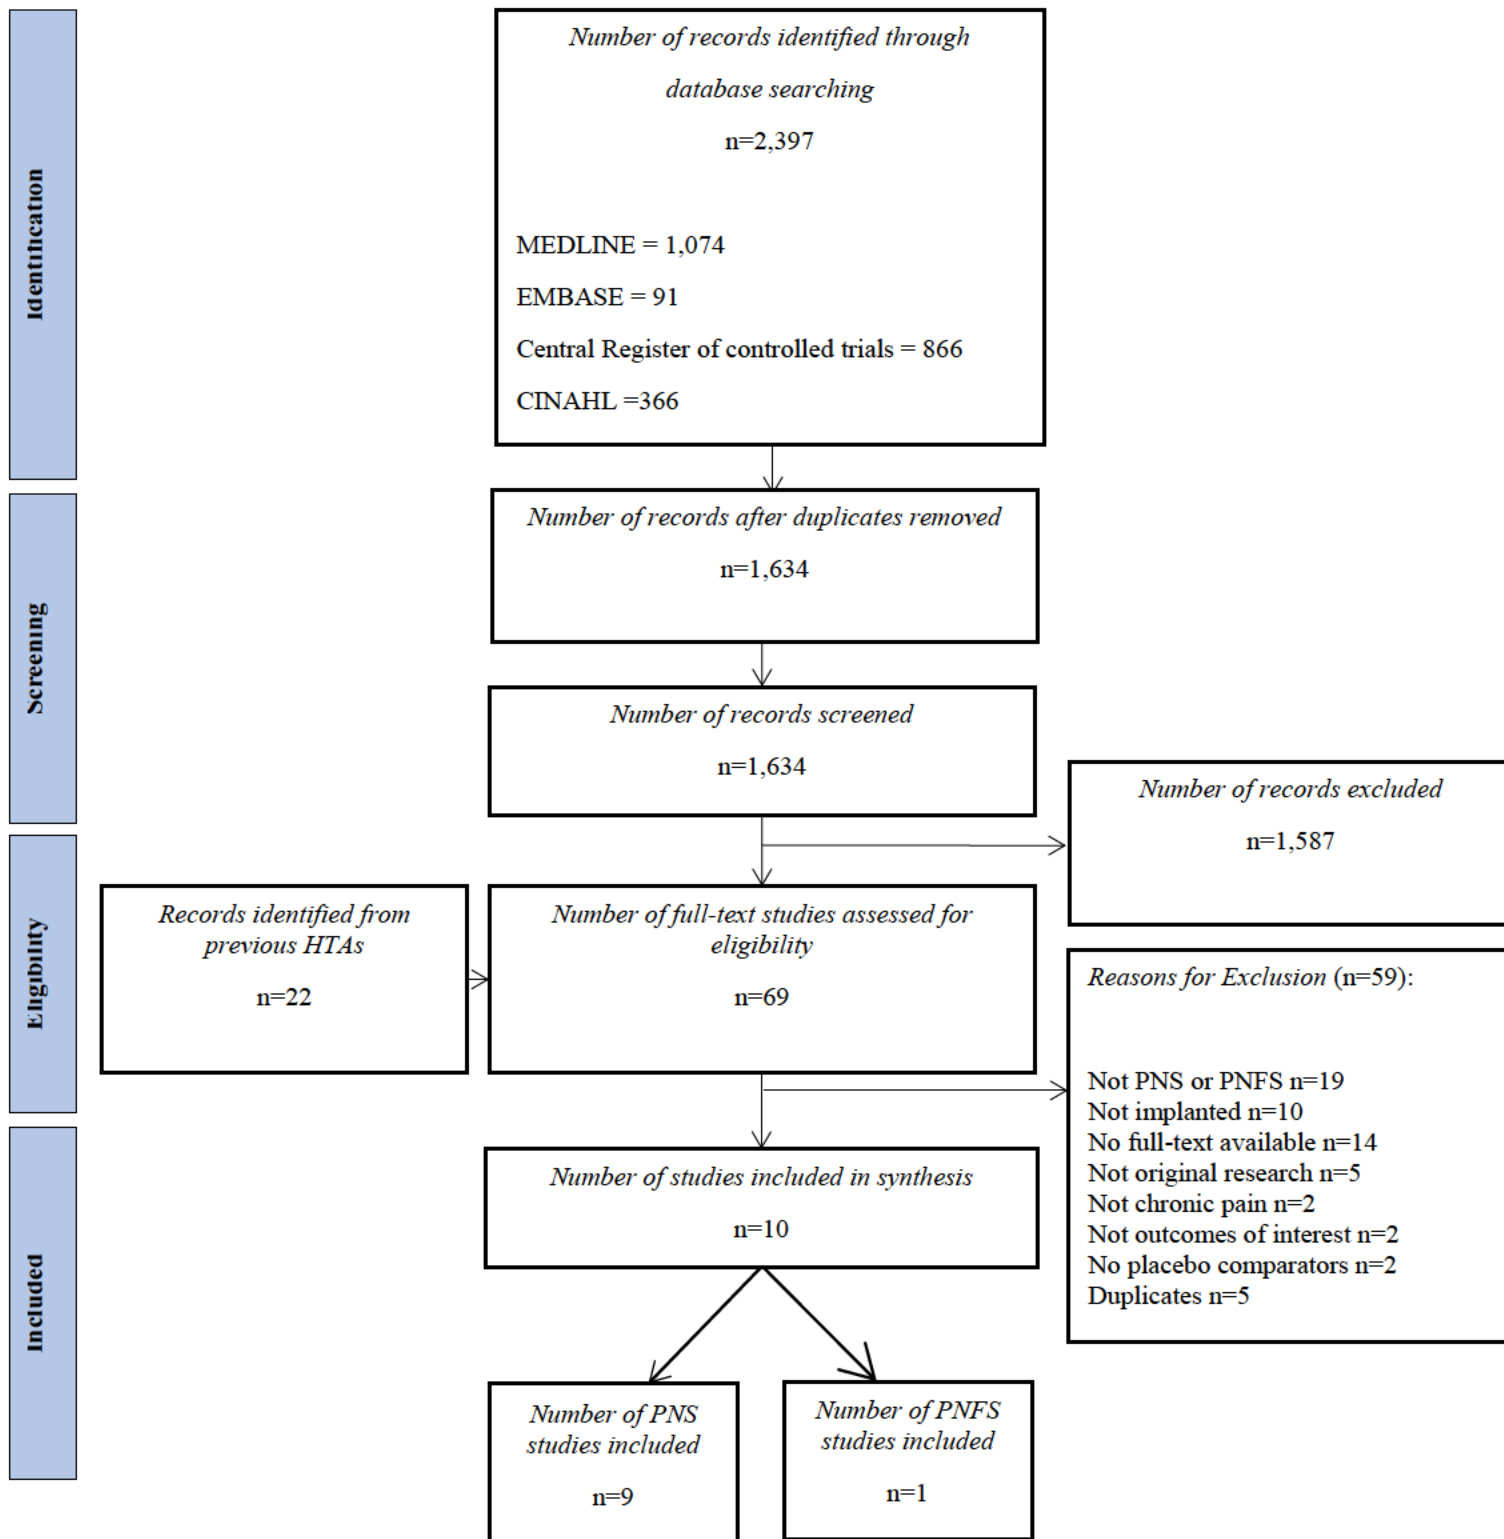 Identification
Number of records identified through
database searching
n=2,397
MEDLINE = 1,074
EMBASE = 91
Central Register of controlled trials = 866
CINAHL =366
Screening
Number of records after duplicates removed
n=1,634
Number of records screened
n=1,634
Number of records excluded
n=1,587
Eligibility
Records identified from
previous HTAs
n=22
Number of full-text studies assessed for
eligibility
n=69
Reasons for Exclusion (n=59):
Not PNS or PNFS n=19
Not implanted n=10
No full-text available n=14
Not original research n=5
Not chronic pain n=2
Not outcomes of interest n=2
No placebo comparators n=2
Duplicates n=5
Included
Number of studies included in synthesis
n=10
Number of PNS
studies included
n=9
Number of PNFS
studies included
n=1